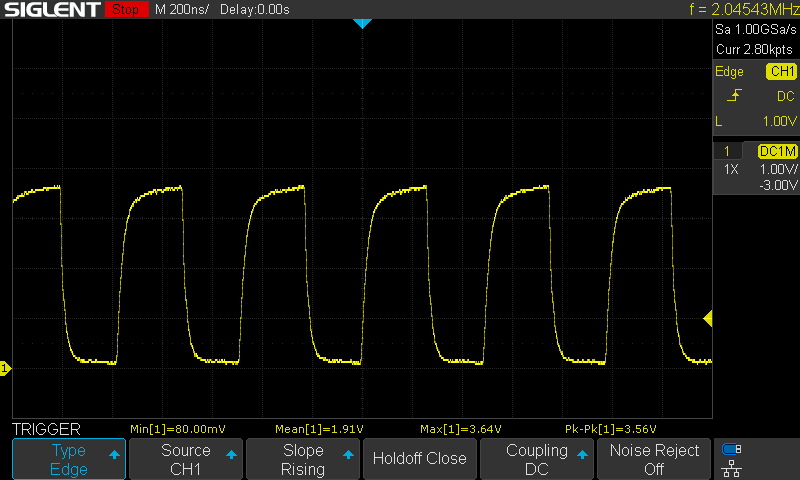 SIGLENT Stop M 200ns/ Delay:0.00s f = 2.04543MHz
Sa 1.00GSa/s
Curr 2.80kpts
Edge CH1
DC
L 1.00V
1 DC1M
1X 1.00V/
-3.00V
1
TRIGGER Min[1]=80.00mV Mean[1]=1.91V Max[1]=3.64V Pk-Pk[1]=3.56V
Type Source Slope Holdoff Close Coupling Noise Reject
Edge CH1 Rising DC Off